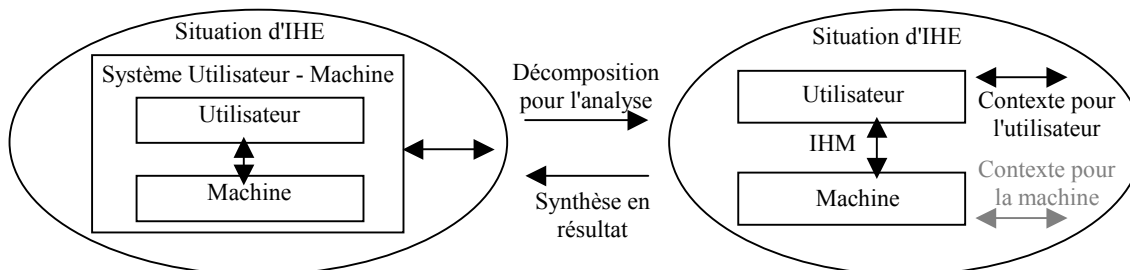 Situation d'IHE
Système Utilisateur - Machine
Utilisateur
Machine
Décomposition
pour l'analyse
Synthèse en
résultat
Situation d'IHE
Utilisateur
Contexte pour
l'utilisateur
IHM
Contexte pour
la machine
Machine